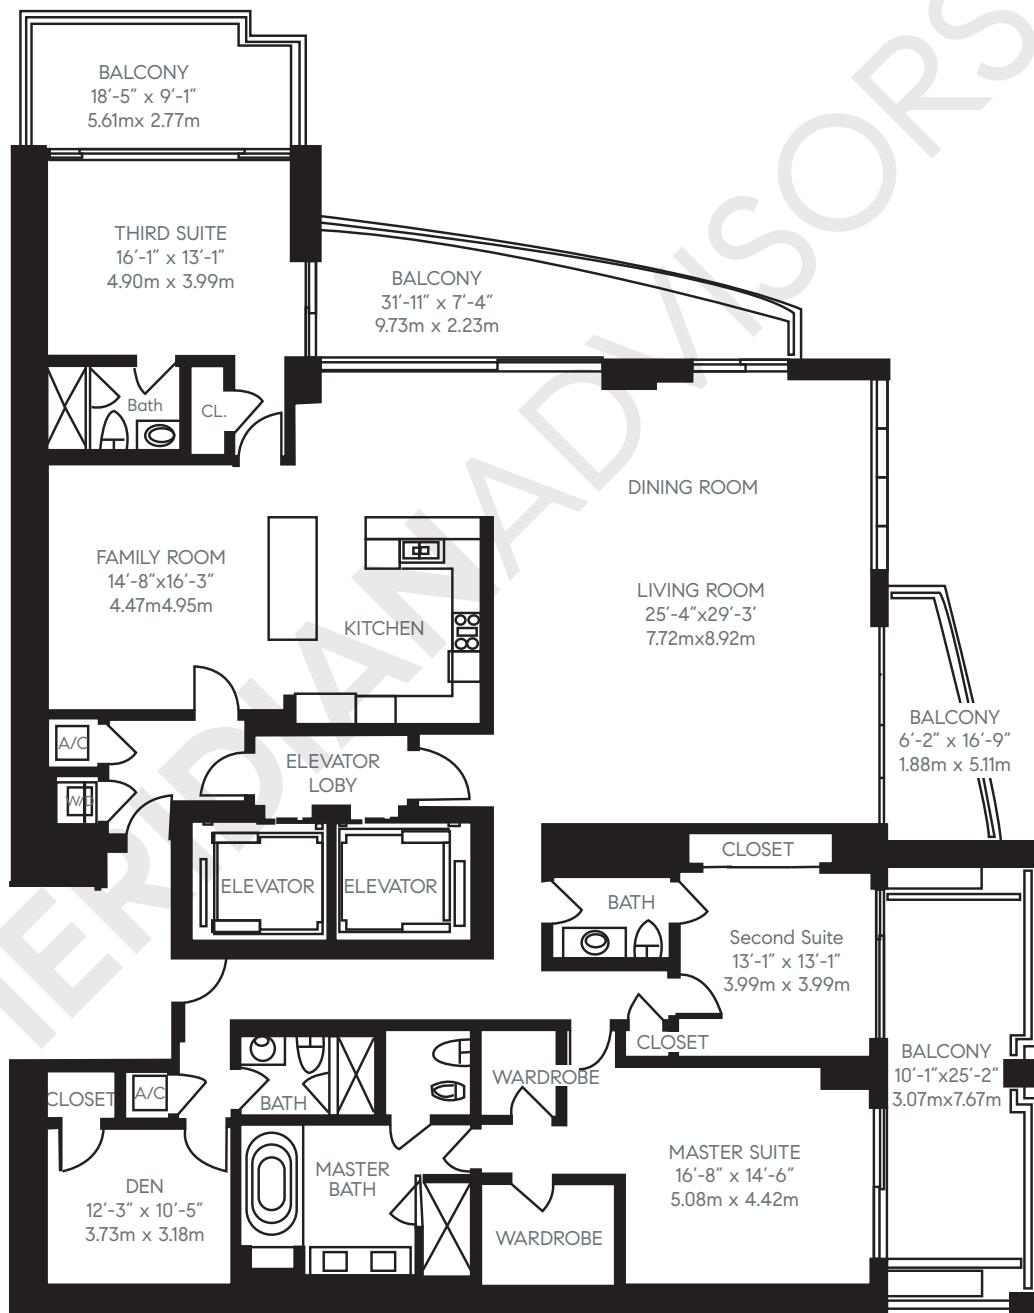 BALCONY
18'-5" x 9'-1"
5.61mx 2.77m
THIRD SUITE
16'-1" x 13'-1"
4.90m x 3.99m
BALCONY
31'-11" x 7'-4"
9.73m x 2.23m
Bath
CL.
DINING ROOM
FAMILY ROOM
14'-8"x16'-3"
4.47m4.95m
KITCHEN
LIVING ROOM
25'-4"x29'-3'
7.72mx8.92m
BALCONY
6'-2" x 16'-9"
1.88m x 5.11m
A/C
ELEVATOR
LOBY
W/D
CLOSET
ELEVATOR
ELEVATOR
BATH
Second Suite
13'-1" x 13'-1"
3.99m x 3.99m
CLOSET
BALCONY
10'-1"x25'-2"
3.07mx7.67m
WARDROBE
CLOSET
A/C
BATH
MASTER SUITE
16'-8" x 14'-6"
5.08m x 4.42m
MASTER
BATH
DEN
12'-3" x 10'-5"
3.73m x 3.18m
WARDROBE
MERIDIANADVISORS